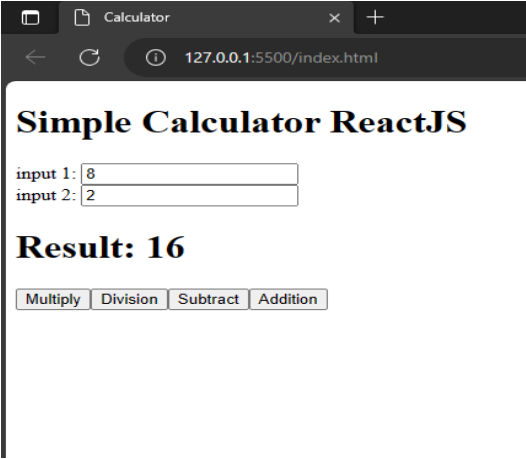 Calculator
127.0.0.1:5500/index.html
Simple Calculator ReactJS
input 1: 8
input 2: 2
Result: 16
Multiply Division Subtract Addition